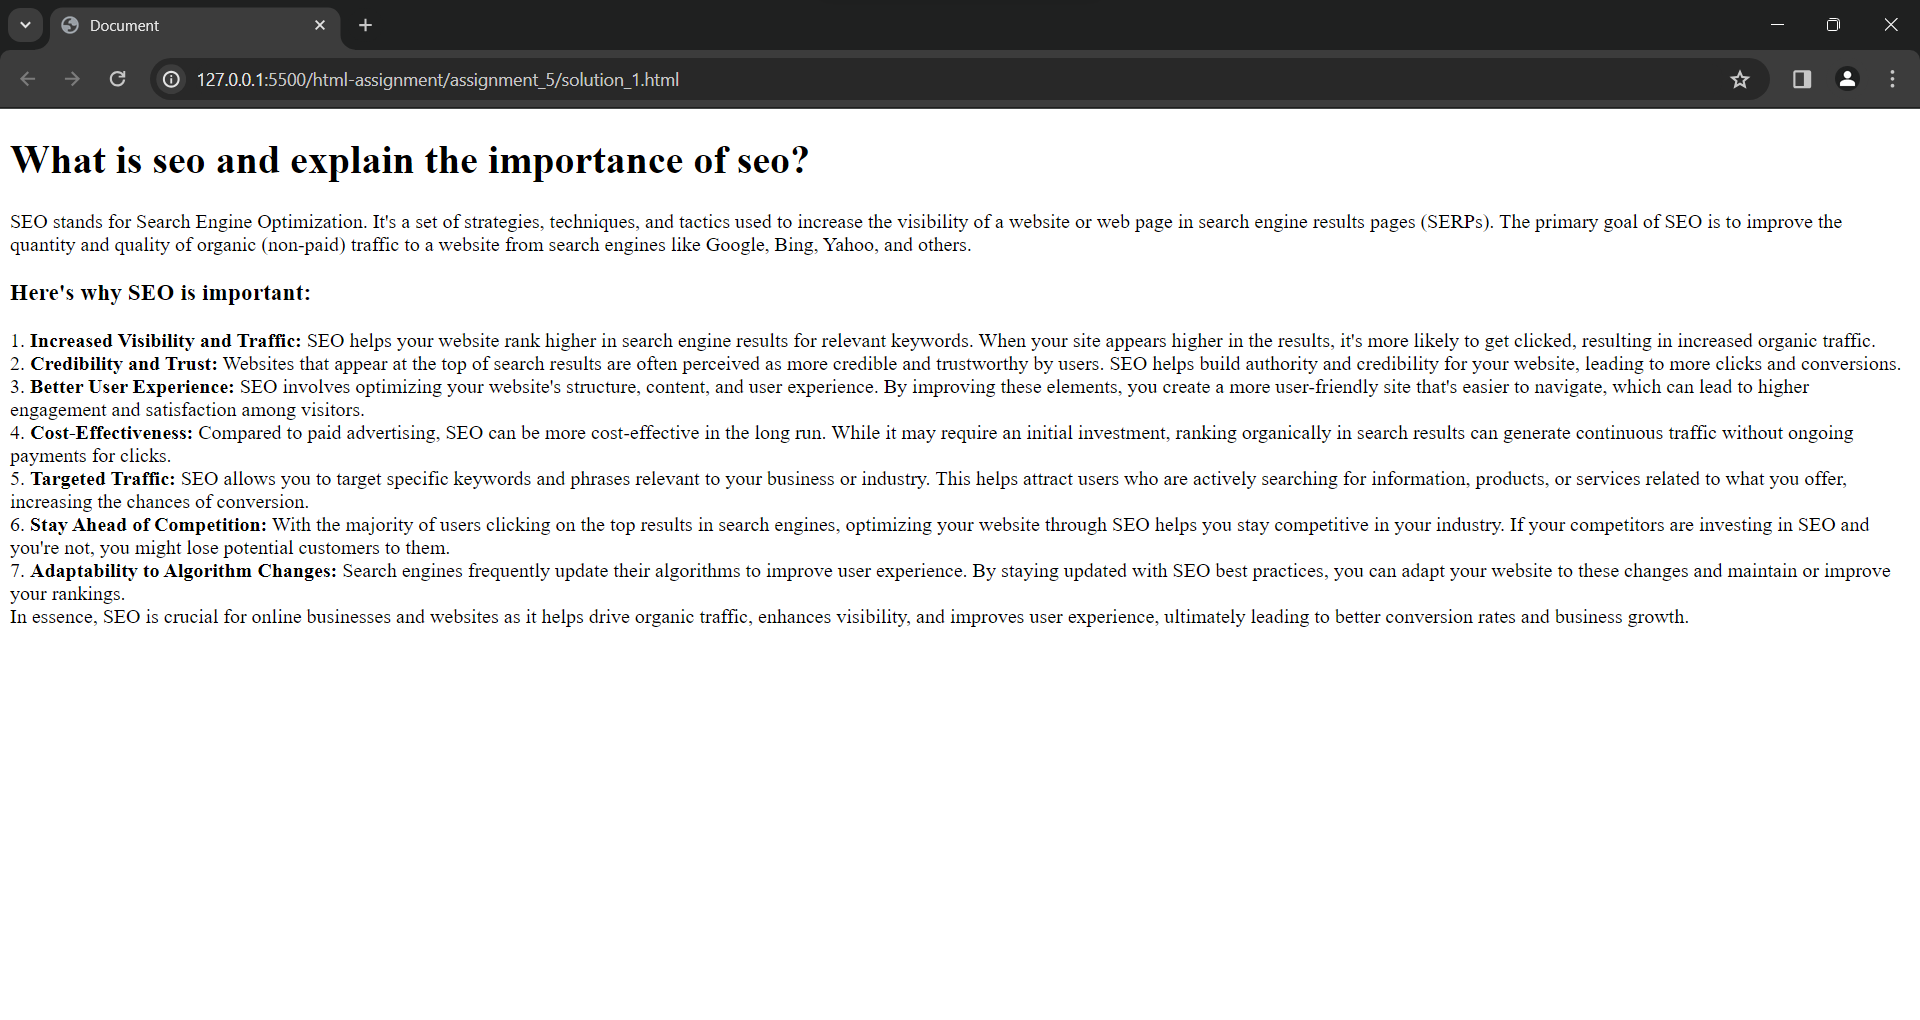 Document
127.0.0.1:5500/html-assignment/assignment_5/solution_1.html
What is seo and explain the importance of seo?
SEO stands for Search Engine Optimization. It's a set of strategies, techniques, and tactics used to increase the visibility of a website or web page in search engine results pages (SERPs). The primary goal of SEO is to improve the
quantity and quality of organic (non-paid) traffic to a website from search engines like Google, Bing, Yahoo, and others.
Here's why SEO is important:
1. Increased Visibility and Traffic: SEO helps your website rank higher in search engine results for relevant keywords. When your site appears higher in the results, it's more likely to get clicked, resulting in increased organic traffic.
2. Credibility and Trust: Websites that appear at the top of search results are often perceived as more credible and trustworthy by users. SEO helps build authority and credibility for your website, leading to more clicks and conversions.
3. Better User Experience: SEO involves optimizing your website's structure, content, and user experience. By improving these elements, you create a more user-friendly site that's easier to navigate, which can lead to higher
engagement and satisfaction among visitors.
4. Cost-Effectiveness: Compared to paid advertising, SEO can be more cost-effective in the long run. While it may require an initial investment, ranking organically in search results can generate continuous traffic without ongoing
payments for clicks.
5. Targeted Traffic: SEO allows you to target specific keywords and phrases relevant to your business or industry. This helps attract users who are actively searching for information, products, or services related to what you offer,
increasing the chances of conversion.
6. Stay Ahead of Competition: With the majority of users clicking on the top results in search engines, optimizing your website through SEO helps you stay competitive in your industry. If your competitors are investing in SEO and
you're not, you might lose potential customers to them.
7. Adaptability to Algorithm Changes: Search engines frequently update their algorithms to improve user experience. By staying updated with SEO best practices, you can adapt your website to these changes and maintain or improve
your rankings.
In essence, SEO is crucial for online businesses and websites as it helps drive organic traffic, enhances visibility, and improves user experience, ultimately leading to better conversion rates and business growth.